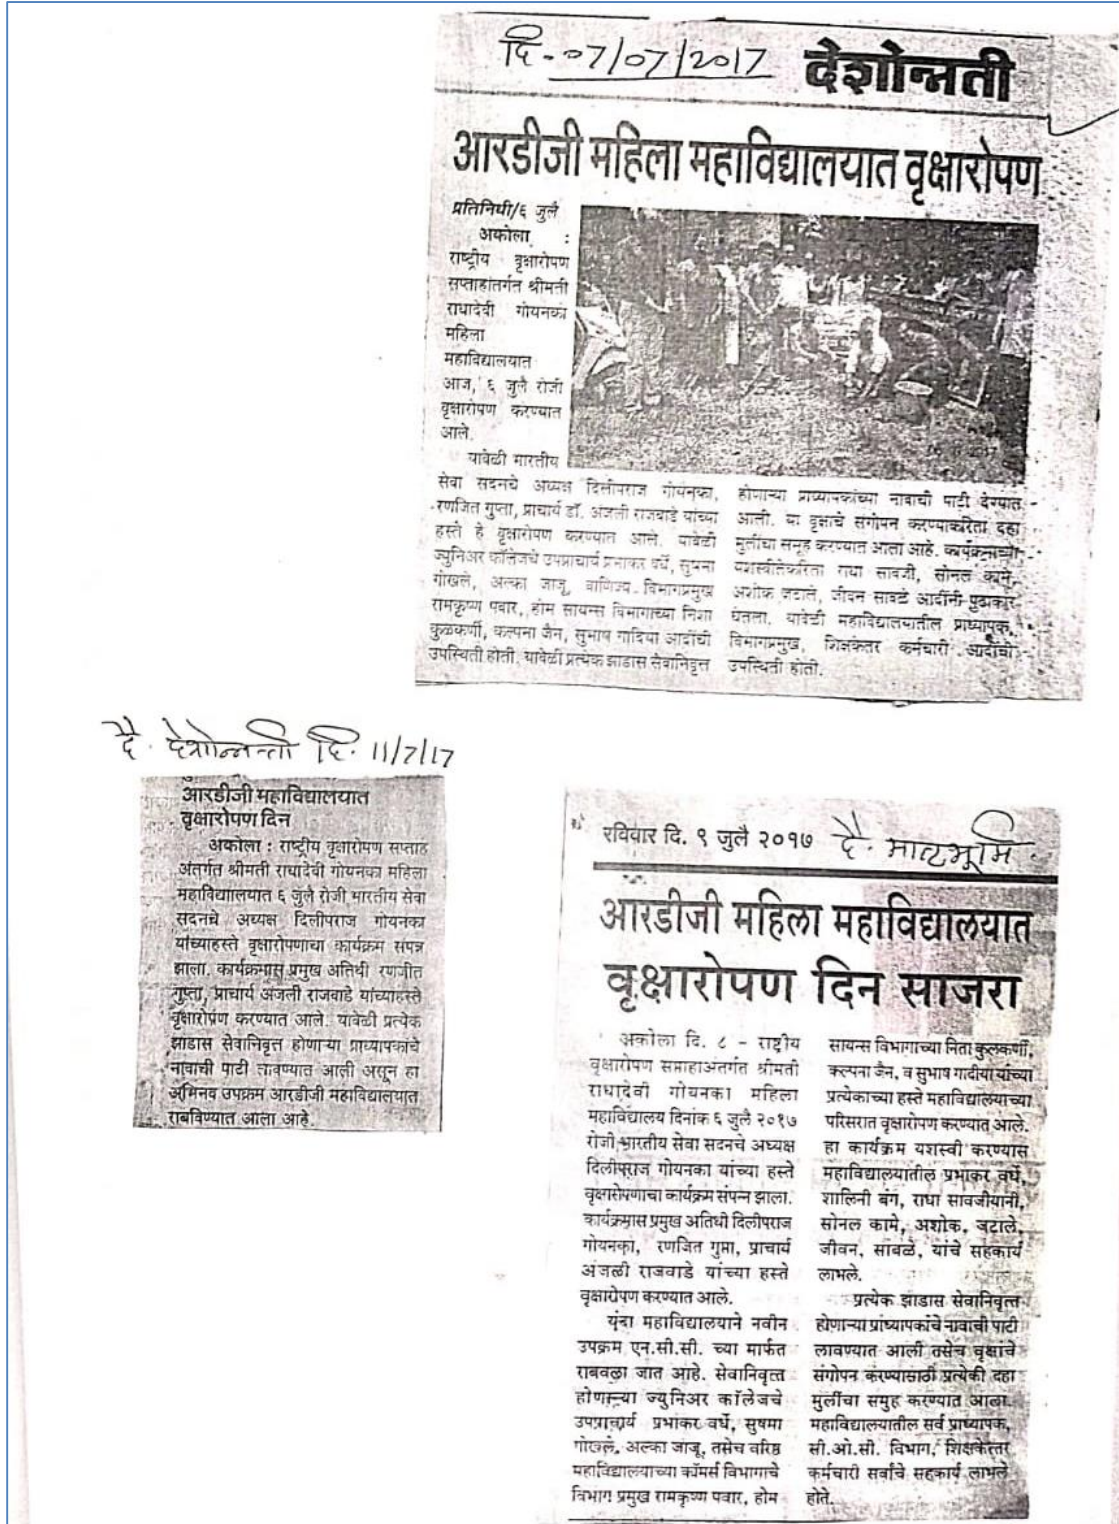 दि-०७/०७/2017 देशोन्नती
आरडीजी महिला महाविद्यालयात वृक्षारोपण
प्रतिनिधी/६ जुलै
अकोला :
राष्ट्रीय वृक्षारोपण
सप्ताहांतर्गत श्रीमती
राधादेवी गोयनका
महिला
महाविद्यालयात
आज, ६ जुलै रोजी
वृक्षारोपण करण्यात
आले.
यावेळी भारतीय
सेवा सदनचे अध्यक्ष दिलीपराज गोयनका,
रणजित गुप्ता, प्राचार्य डॉ. अंजली राजवाडे यांच्या
हस्ते हे वृक्षारोपण करण्यात आले. यावेळी
ज्युनिअर कॉलेजचे उपप्राचार्य प्रभाकर वर्धे, सुषमा
गोखले, अल्का जाजू, वाणिज्य विभागप्रमुख
रामकृष्ण पवार, होम सायन्स विभागाच्या निशा
कुळकर्णी, कल्पना जैन, सुभाष गादिया आदींची
उपस्थिती होती. यावेळी प्रत्येक झाडास सेवानिवृत्त
होणाऱ्या प्राध्यापकांच्या नावाची पाटी देण्यात
आली. या वृक्षाचे संगोपन करण्याकरिता दहा
मुलींचा समूह करण्यात आला आहे. कार्यक्रमाच्या
यशस्वीतेकरिता राधा सावजी, सोनल कामे,
अशोक जटाले, जीवन सावळे आदींनी पुढाकार
घेतला. यावेळी महाविद्यालयातील प्राध्यापक,
विभागप्रमुख, शिक्षकेतर कर्मचारी आदींची
उपस्थिती होती.
दै. देशोन्नती दि. 11/7/17
आरडीजी महाविद्यालयात
वृक्षारोपण दिन
अकोला : राष्ट्रीय वृक्षारोपण सप्ताह
अंतर्गत श्रीमती राधादेवी गोयनका महिला
महाविद्याालयात ६ जुलै रोजी भारतीय सेवा
सदनचे अध्यक्ष दिलीपराज गोयनका
यांच्याहस्ते वृक्षारोपणाचा कार्यक्रम संपन्न
झाला. कार्यक्रमास प्रमुख अतिथी रणजीत
गुप्ता, प्राचार्य अंजली राजवाडे यांच्याहस्ते
वृक्षारोपण करण्यात आले. यावेळी प्रत्येक
झाडास सेवानिवृत्त होणाऱ्या प्राध्यापकांचे
नावाची पाटी लावण्यात आली असून हा
अभिनव उपक्रम आरडीजी महाविद्यालयात
राबविण्यात आला आहे.
रविवार दि. ९ जुलै २०१७ दै. मातृभूमि
आरडीजी महिला महाविद्यालयात
वृक्षारोपण दिन साजरा
अकोला दि. ८ - राष्ट्रीय
वृक्षारोपण सप्ताहअंतर्गत श्रीमती
राधादेवी गोयनका महिला
महाविद्यालय दिनांक ६ जुलै २०१७
रोजी भारतीय सेवा सदनचे अध्यक्ष
दिलीपराज गोयनका यांच्या हस्ते
वृक्षारोपणाचा कार्यक्रम संपन्न झाला.
कार्यक्रमास प्रमुख अतिथी दिलीपराज
गोयनका, रणजित गुप्ता, प्राचार्य
अंजळी राजवाडे यांच्या हस्ते
वृक्षारोपण करण्यात आले.
यंदा महाविद्यालयाने नवीन
उपक्रम एन.सी.सी. च्या मार्फत
राबवळा जात आहे. सेवानिवृत्त
होणाऱ्या ज्युनिअर कॉलेजचे
उपप्राचार्य प्रभांकर वर्धे, सुषमा
गोखले, अल्का जाजू, तसेच वरिष्ठ
महाविद्यालयाच्या कॉमर्स विभागाचे
विभाग प्रमुख रामकृष्ण पवार, होम
सायन्स विभागाच्या निता कुलकर्णी,
कल्पना जैन, व सुभाष गादीया यांच्या
प्रत्येकाच्या हस्ते महाविद्यालयाच्या
परिसरात वृक्षारोपण करण्यात आले.
हा कार्यक्रम यशस्वी करण्यास
महाविद्यालयातील प्रभाकर वर्धे,
शालिनी बंग, राधा सावजीयानी,
सोनल कामे, अशोक, जटाले,
जीवन, सावळे, यांचे सहकार्य
लाभले.
प्रत्येक झाडास सेवानिवृत्त
होणाऱ्या प्राध्यापकांचे नावाची पाटी
लावण्यात आली तसेच वृक्षांचे
संगोपन करण्यासाठी प्रत्येकी दहा
मुलींचा समुह करण्यात आळा.
महाविद्यालयातील सर्व प्राध्यापक,
सी.ओ.सी. विभाग, शिक्षकेत्तर
कर्मचारी सर्वांचे सहकार्य लाभले
होते.